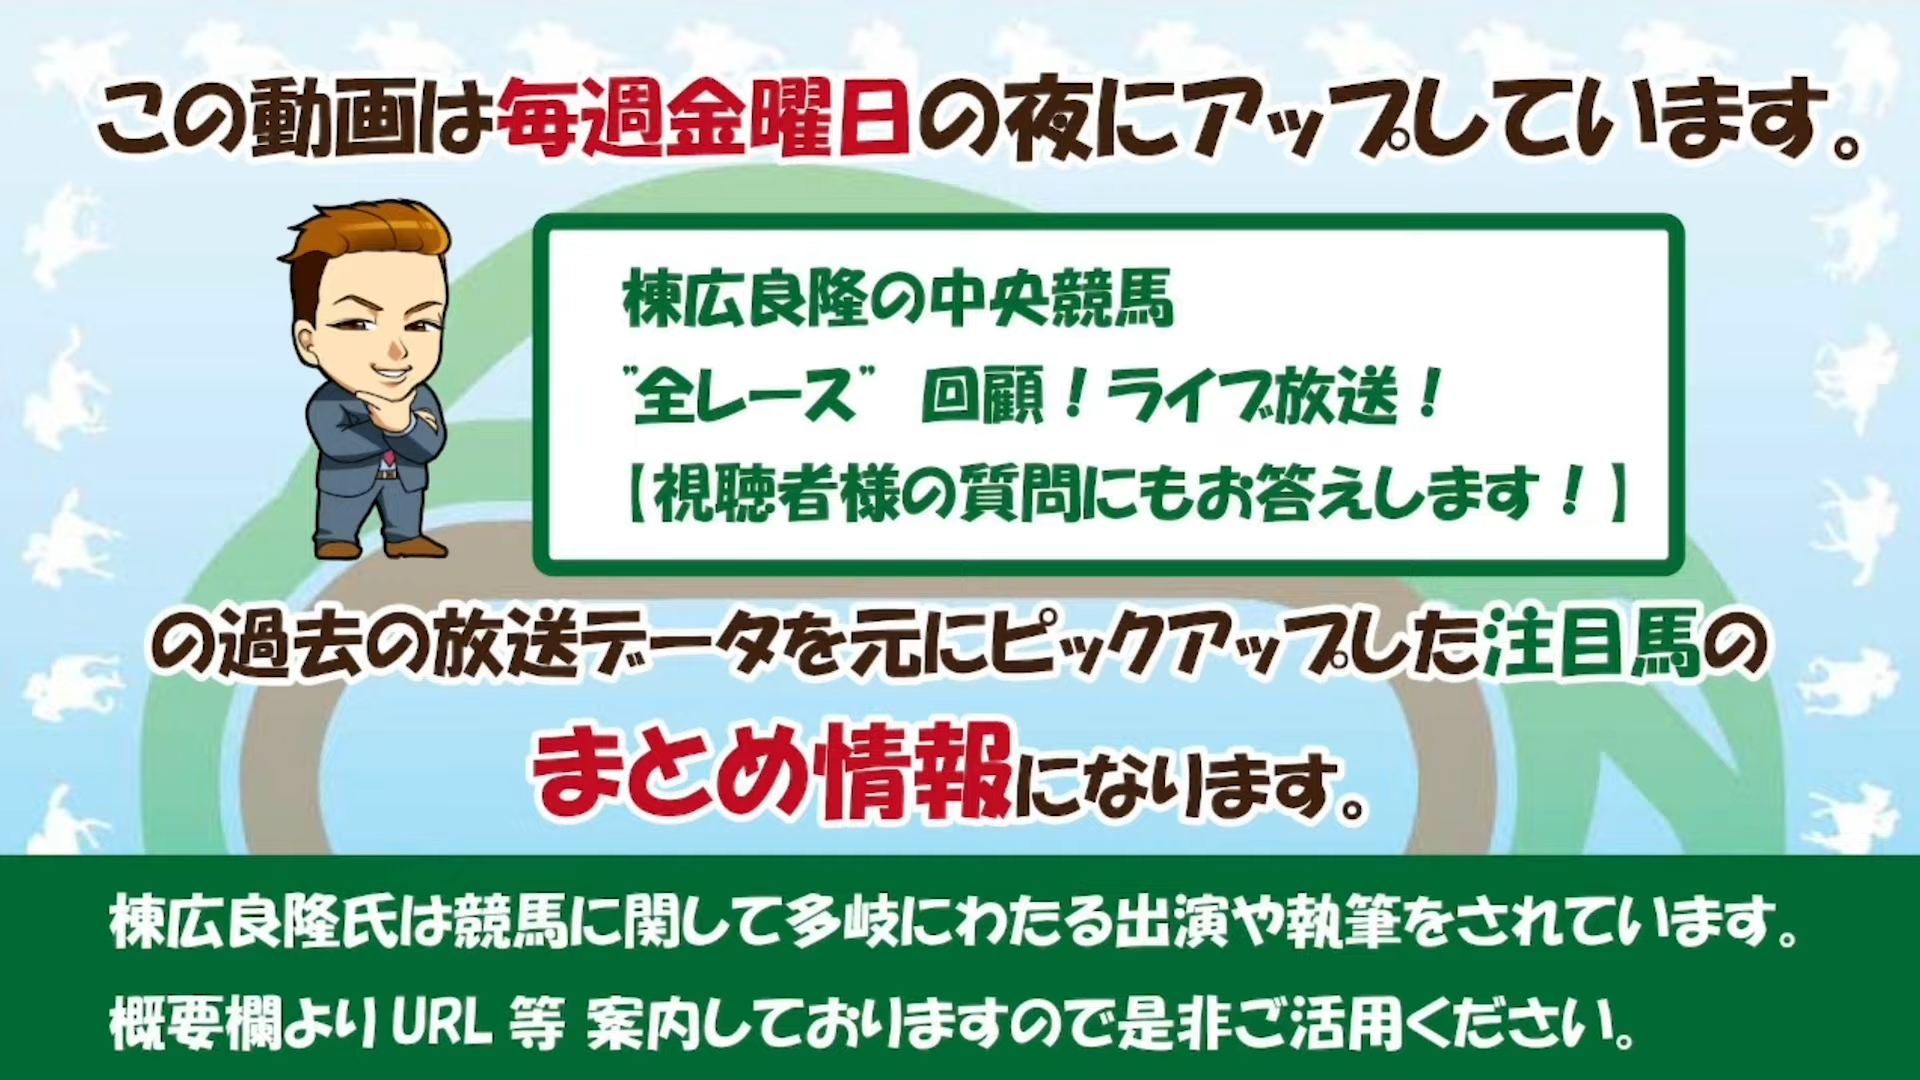 この動画は毎週金曜日の夜にアップしています。
棟広良隆の中央競馬
"全レース" 回顧！ライブ放送！
【視聴者様の質問にもお答えします！】
の過去の放送データを元にピックアップした注目馬の
まとめ情報になります。
棟広良隆氏は競馬に関して多岐にわたる出演や執筆をされています。
概要欄よりURL等 案内しておりますので是非ご活用ください。